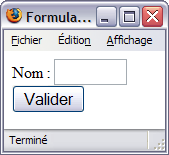 Formula...
Fichier Édition Affichage
Nom :
Valider
Terminé